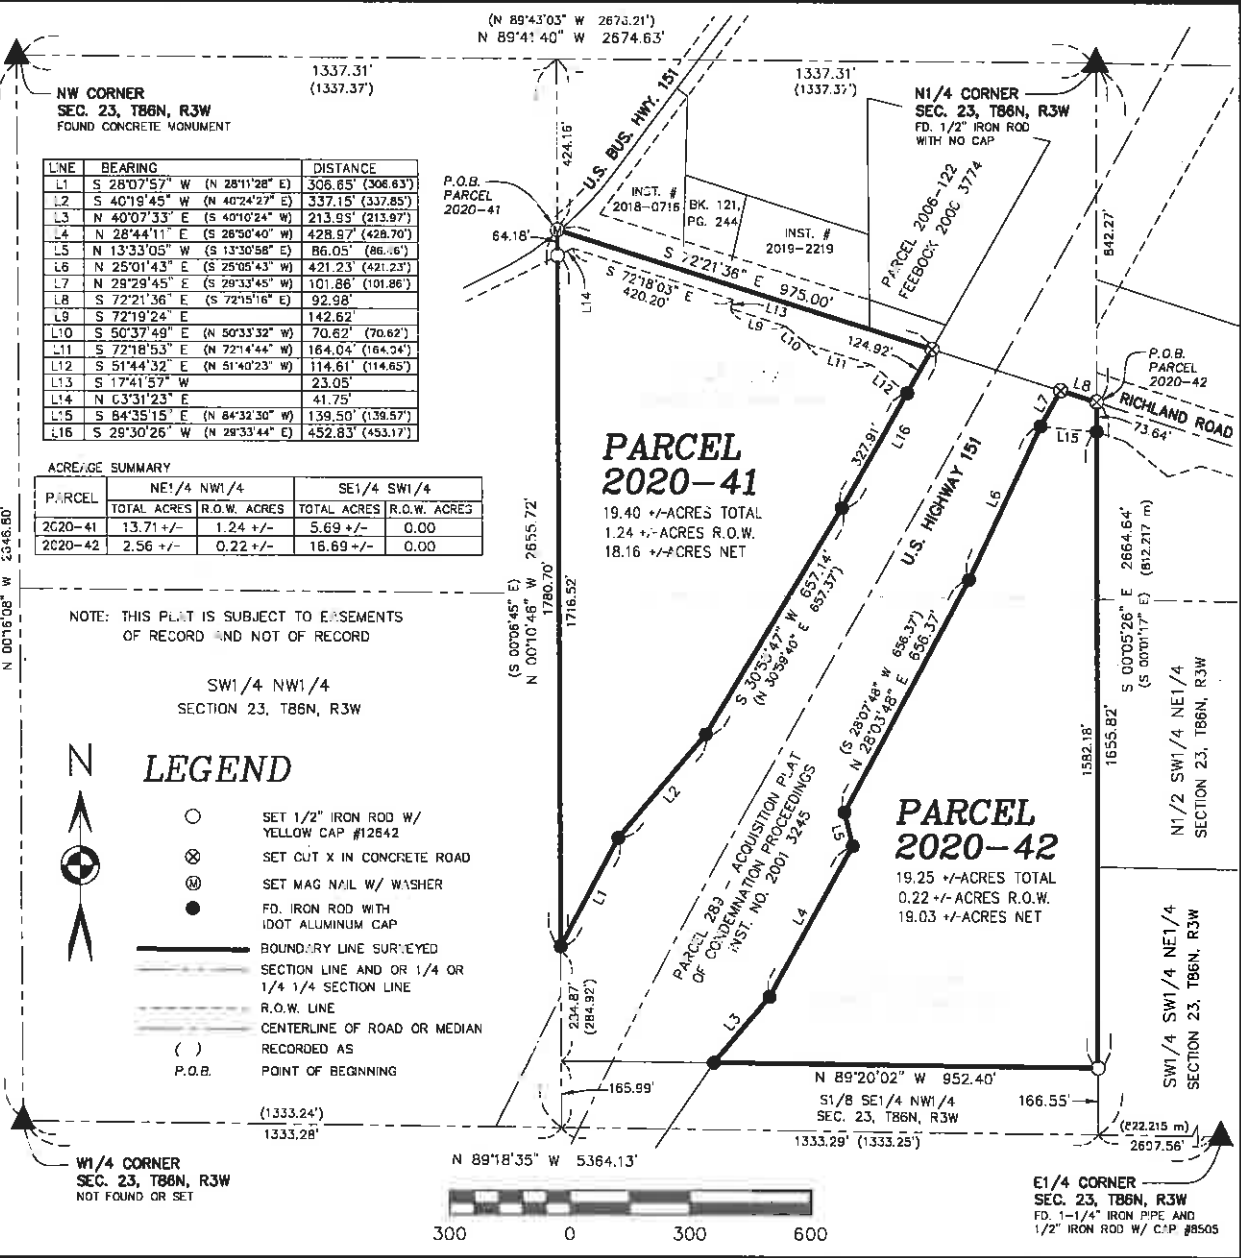 (N 89°43'03" W 2673.21')
N 89°41'40" W 2674.63'
1337.31'
(1337.37')
1337.31'
(1337.37')
NW CORNER
SEC. 23, T86N, R3W
FOUND CONCRETE MONUMENT
N1/4 CORNER
SEC. 23, T86N, R3W
FD. 1/2" IRON ROD
WITH NO CAP
424.16'
U.S. BUS. HWY. 151
LINE BEARING DISTANCE
L1 S 28°07'57" W (N 28°11'28" E) 306.65' (306.63')
L2 S 40°19'45" W (N 40°24'27" E) 337.15' (337.85')
L3 N 40°07'33" E (S 40°10'24" W) 213.95' (213.97')
L4 N 28°44'11" E (S 28°50'40" W) 428.97' (428.70')
L5 N 13°33'05" W (S 13°30'58" E) 86.05'
L6 N 25°01'43" E (S 25°05'43" W) 421.23' (421.23')
L7 N 29°29'45" E (S 29°33'45" W) 101.86' (101.86')
L8 S 72°21'36" E (S 72°15'16" E) 92.98'
L9 S 72°19'24" E 142.62'
L10 S 50°37'49" E (N 50°33'32" W) 70.62' (70.62')
L11 S 72°18'53" E (N 72°14'44" W) 164.04' (164.04')
L12 S 51°44'32" E (N 51°40'23" W) 114.61' (114.65')
L13 S 17°41'57" W 23.05'
L14 N 03°31'23" E 41.75'
L15 S 84°35'15" E (N 84°32'30" W) 139.50' (139.57')
L16 S 29°30'26" W (N 29°33'44" E) 452.83' (453.17')
P.O.B.
PARCEL
2020-41
64.18'
L14
INST. #
2018-0716
BK. 121,
PG. 244
INST. #
2019-2219
PARCEL 2006-122
FEEBOCK 2006 3774
842.27'
S 72°21'36" E 975.00'
S 72°18'03" E
420.20'
L13
L9
L10
L11
L12
124.92'
P.O.B.
PARCEL
2020-42
L8
RICHLAND ROAD
73.64'
L7
L15
L16
L6
327.91'
U.S. HIGHWAY 151
PARCEL
2020-41
19.40 +/-ACRES TOTAL
1.24 +/-ACRES R.O.W.
18.16 +/-ACRES NET
ACREAGE SUMMARY
PARCEL NE1/4 NW1/4 SE1/4 SW1/4
TOTAL ACRES R.O.W. ACRES TOTAL ACRES R.O.W. ACRES
2020-41 13.71 +/- 1.24 +/- 5.69 +/- 0.00
2020-42 2.56 +/- 0.22 +/- 16.69 +/- 0.00
NOTE: THIS PLAT IS SUBJECT TO EASEMENTS
OF RECORD AND NOT OF RECORD
SW1/4 NW1/4
SECTION 23, T86N, R3W
N 00°16'08" W
(S 00°06'45" E)
N 00°10'46" W 2655.72'
1780.70'
1716.52'
S 30°55'47" W 657.14'
(N 30°59'40" E 657.37')
(S 28°07'48" W 656.37')
N 28°03'48" E 656.37'
S 00°05'26" E 2664.64'
(S 00°01'17" E) (812.217 m)
1582.18'
1655.82'
N1/2 SW1/4 NE1/4
SECTION 23, T86N, R3W
SW1/4 SW1/4 NE1/4
SECTION 23, T86N, R3W
N
LEGEND
SET 1/2" IRON ROD W/
YELLOW CAP #12642
SET CUT X IN CONCRETE ROAD
M SET MAG NAIL W/ WASHER
FD. IRON ROD WITH
IDOT ALUMINUM CAP
BOUNDARY LINE SURVEYED
SECTION LINE AND OR 1/4 OR
1/4 1/4 SECTION LINE
R.O.W. LINE
CENTERLINE OF ROAD OR MEDIAN
( ) RECORDED AS
P.O.B. POINT OF BEGINNING
L2
L1
L5
L4
L3
PARCEL 289 - ACQUISITION PLAT
OF CONDEMNATION PROCEEDINGS
INST. NO. 2001 3245
PARCEL
2020-42
19.25 +/-ACRES TOTAL
0.22 +/-ACRES R.O.W.
19.03 +/-ACRES NET
(284.92')
165.99'
N 89°20'02" W 952.40'
S1/8 SE1/4 NW1/4
SEC. 23, T86N, R3W
166.55'
(1333.24')
1333.28'
1333.29' (1333.25')
(822.215 m)
2697.56'
W1/4 CORNER
SEC. 23, T86N, R3W
NOT FOUND OR SET
N 89°18'35" W 5364.13'
E1/4 CORNER
SEC. 23, T86N, R3W
FD. 1-1/4" IRON PIPE AND
1/2" IRON ROD W/ CAP #8505
300 0 300 600